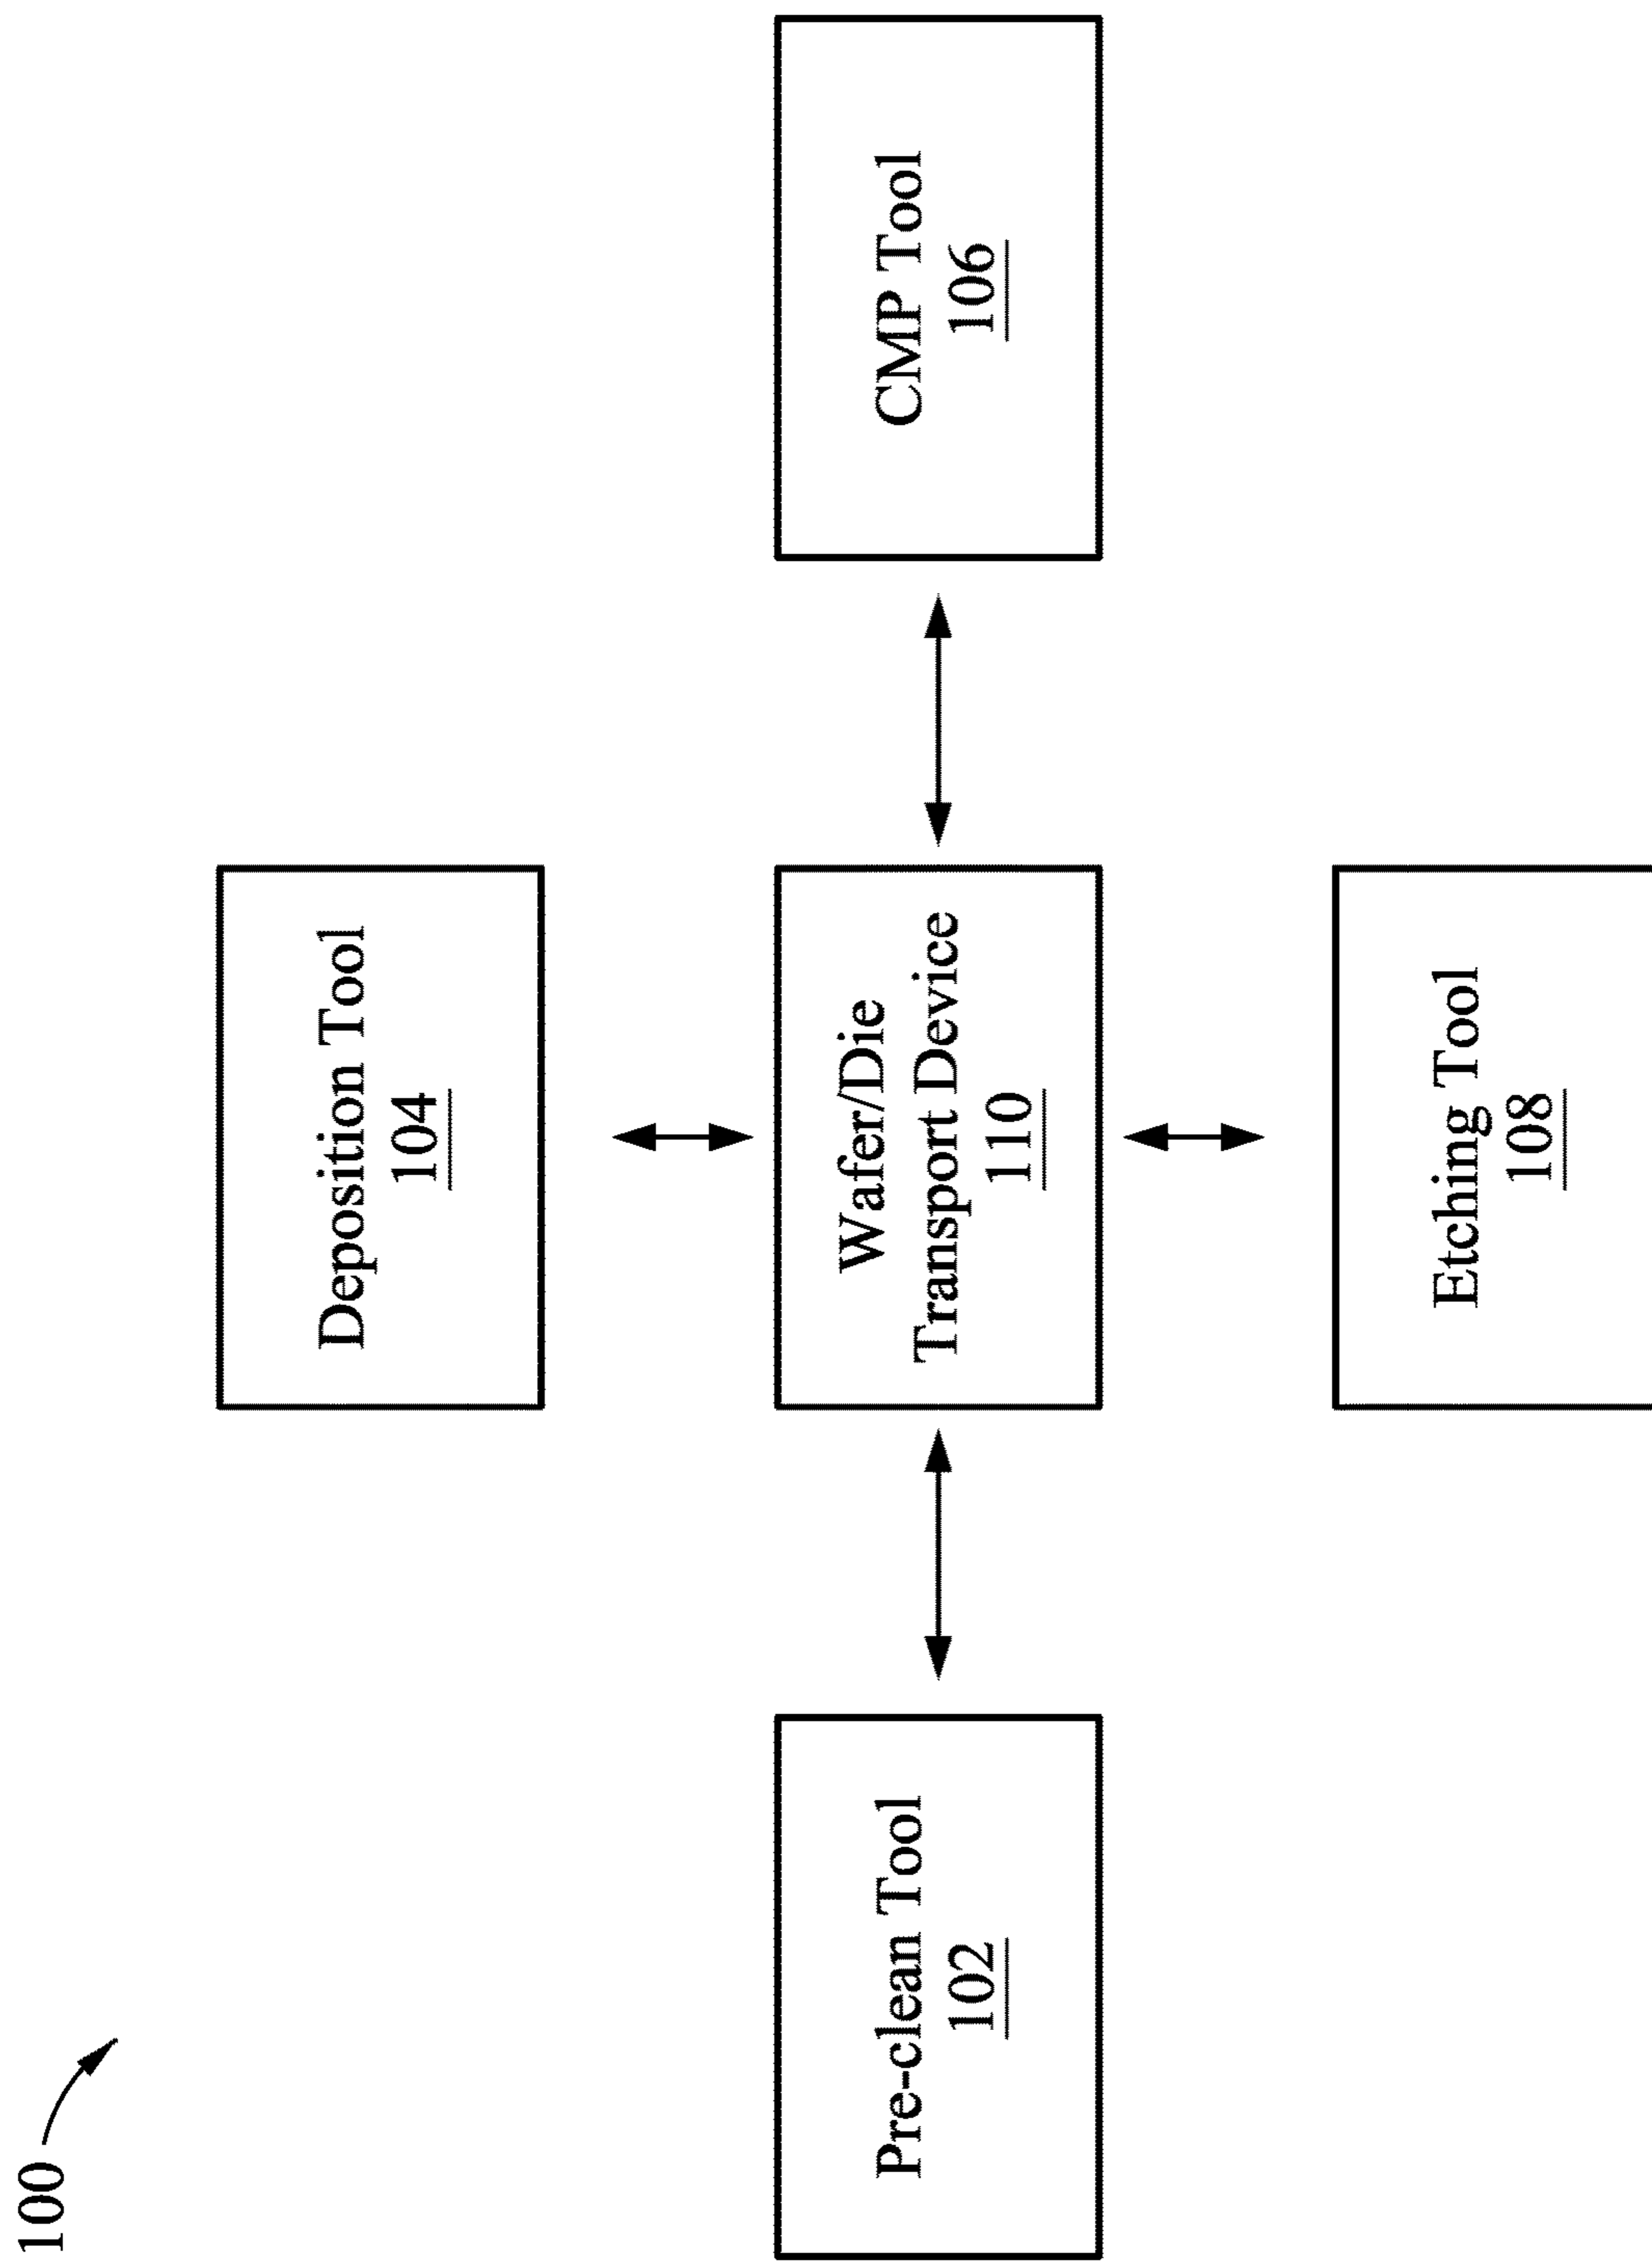 100
Deposition Tool
104
Pre-clean Tool
102
Wafer/Die
Transport Device
110
CMP Tool
106
Etching Tool
108